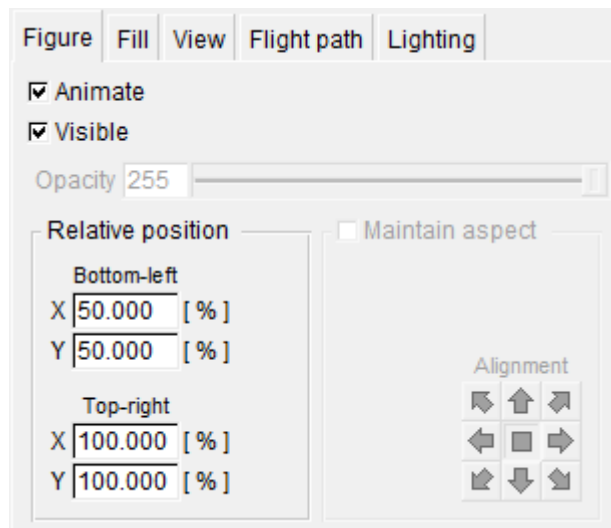 Figure Fill View Flight path Lighting
Animate
Visible
Opacity 255
Relative position
Bottom-left
X 50.000 [ % ]
Y 50.000 [ % ]
Top-right
X 100.000 [ % ]
Y 100.000 [ % ]
Maintain aspect
Alignment